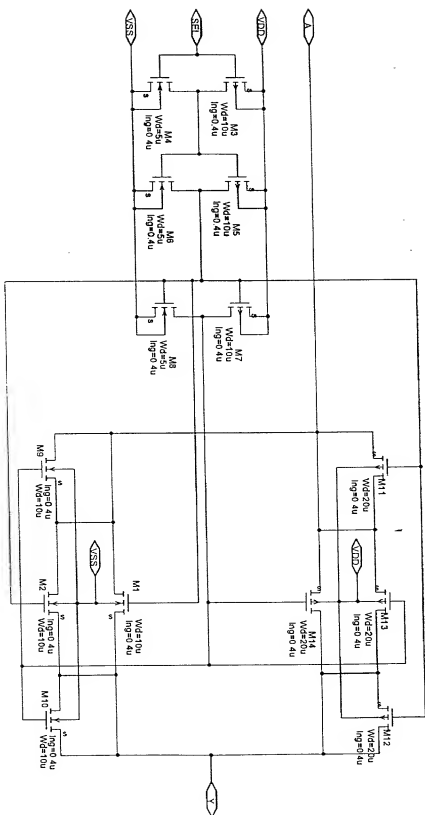 VSS
SEL
VDD
A
S
M4
Wd=5u
lng=0.4u
S
M3
Wd=10u
lng=0.4u
S
M6
Wd=5u
lng=0.4u
S
M5
Wd=10u
lng=0.4u
S
M8
Wd=5u
lng=0.4u
S
M7
Wd=10u
lng=0.4u
M9
S
lng=0.4u
Wd=10u
S
M11
Wd=20u
lng=0.4u
M2
S
lng=0.4u
Wd=10u
VSS
M1
S
Wd=10u
lng=0.4u
S
M14
Wd=20u
lng=0.4u
VDD
S
M13
Wd=20u
lng=0.4u
M10
S
lng=0.4u
Wd=10u
S
M12
Wd=20u
lng=0.4u
Y